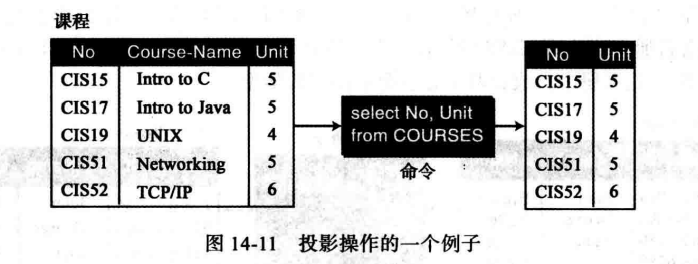 课程
No Course-Name Unit
CIS15 Intro to C 5
CIS17 Intro to Java 5
CIS19 UNIX 4
CIS51 Networking 5
CIS52 TCP/IP 6
select No, Unit
from COURSES
命令
No Unit
CIS15 5
CIS17 5
CIS19 4
CIS51 5
CIS52 6
图 14-11 投影操作的一个例子